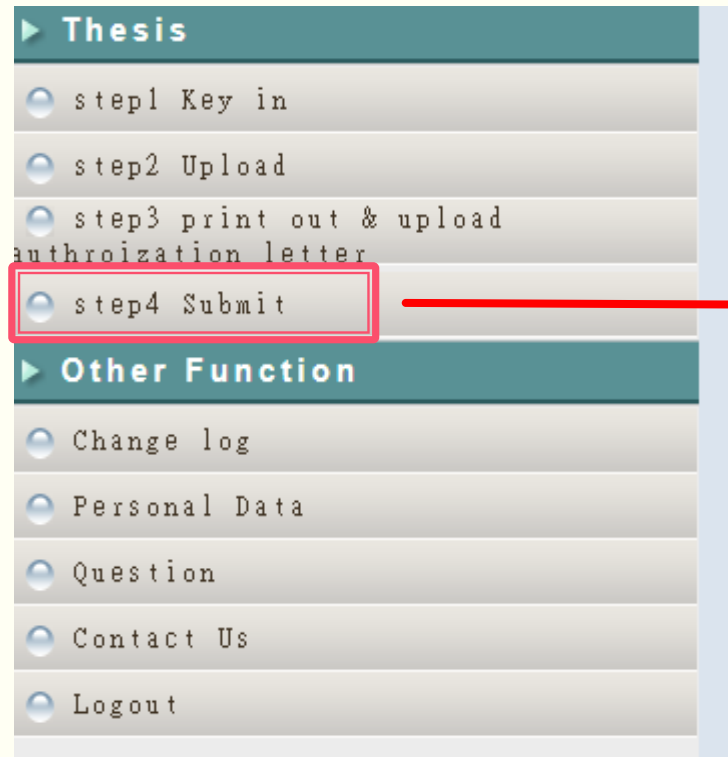 Thesis
step1 Key in
step2 Upload
step3 print out & upload
authroization letter
step4 Submit
Other Function
Change log
Personal Data
Question
Contact Us
Logout